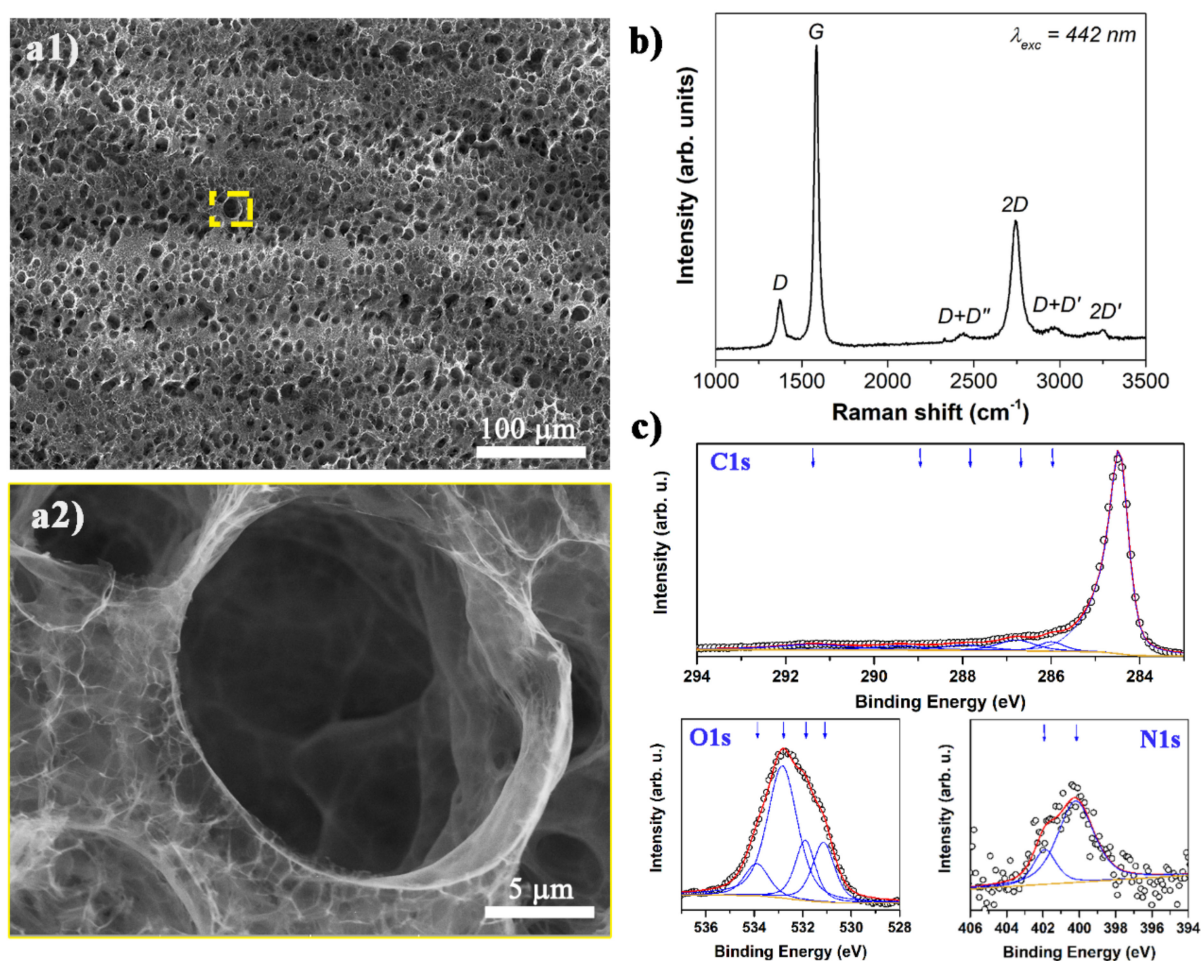 a1)
100 µm
a2)
5 µm
b)
λexc = 442 nm
G
D
D+D″
2D
D+D′
2D′
Intensity (arb. units)
1000 1500 2000 2500 3000 3500
Raman shift (cm-1)
c)
C1s
Intensity (arb. u.)
294 292 290 288 286 284
Binding Energy (eV)
O1s
Intensity (arb. u.)
536 534 532 530 528
Binding Energy (eV)
N1s
Intensity (arb. u.)
406 404 402 400 398 396 394
Binding Energy (eV)